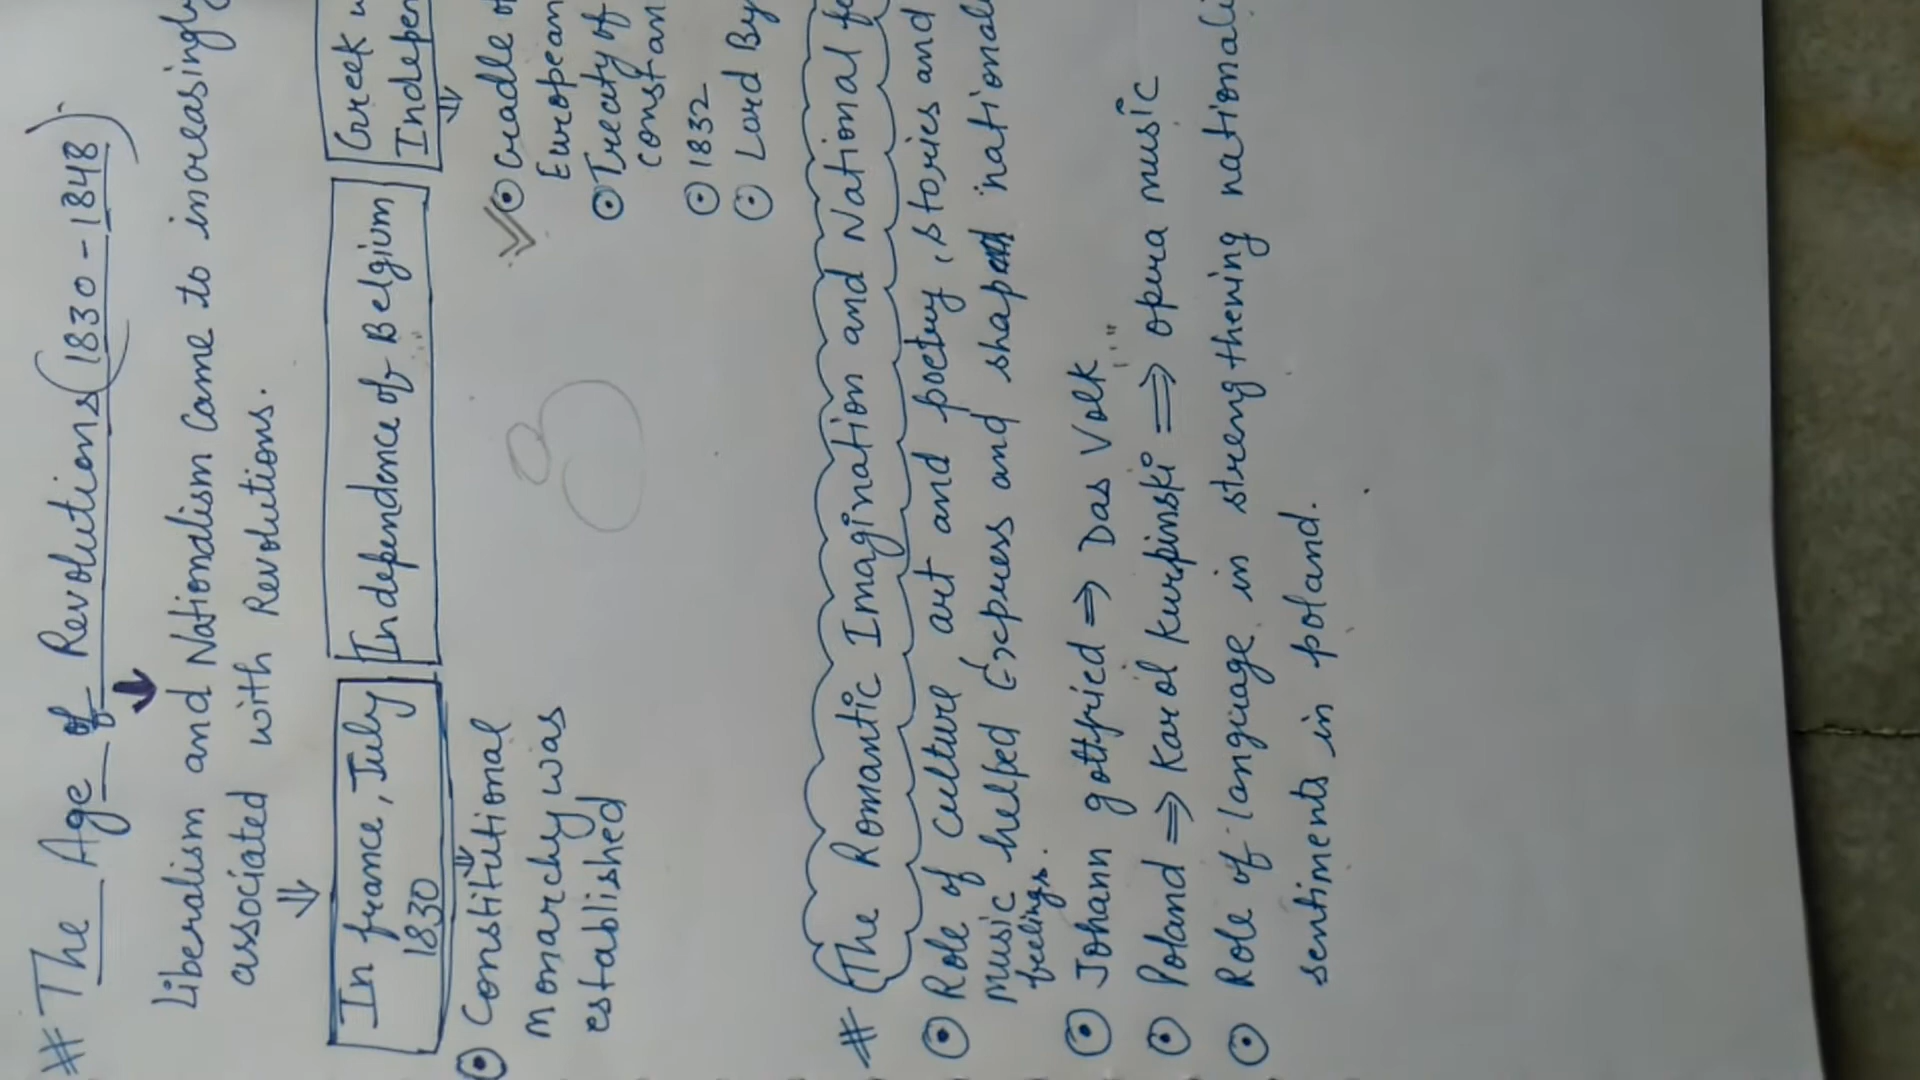 # The Age of Revolutions (1830-1848)
Liberalism and Nationalism Came to increasingly
associated with Revolutions.
In france, July
1830
Independence of Belgium
Greek
Indepen
Constitutional
Monarchy was
established
Cradle of
European
Treaty of
Constan
1832
Lord By
# The Romantic Imagination and National fe
Role of culture art and poetry, stories and
music helped Express and shaped national
feelings.
Johann gottfried ⇒ Das Volk
Poland ⇒ Karol Kurpinski ⇒ opera music
Role of language in strengthening nationali
sentiments in poland.